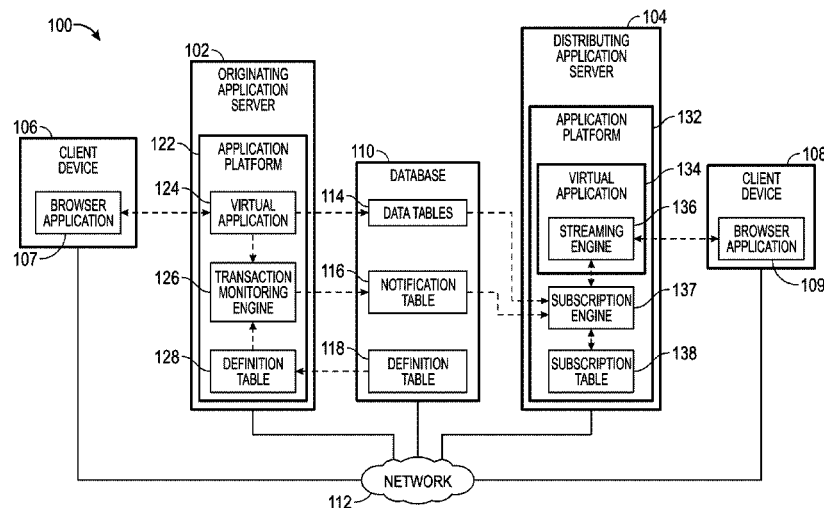 100
102
ORIGINATING
APPLICATION
SERVER
104
DISTRIBUTING
APPLICATION
SERVER
106
CLIENT
DEVICE
BROWSER
APPLICATION
107
122
APPLICATION
PLATFORM
124
VIRTUAL
APPLICATION
126
TRANSACTION
MONITORING
ENGINE
128
DEFINITION
TABLE
110
DATABASE
114
DATA TABLES
116
NOTIFICATION
TABLE
118
DEFINITION
TABLE
APPLICATION
PLATFORM
132
VIRTUAL
APPLICATION
134
STREAMING
ENGINE
136
SUBSCRIPTION
ENGINE
137
SUBSCRIPTION
TABLE
138
108
CLIENT
DEVICE
BROWSER
APPLICATION
109
NETWORK
112